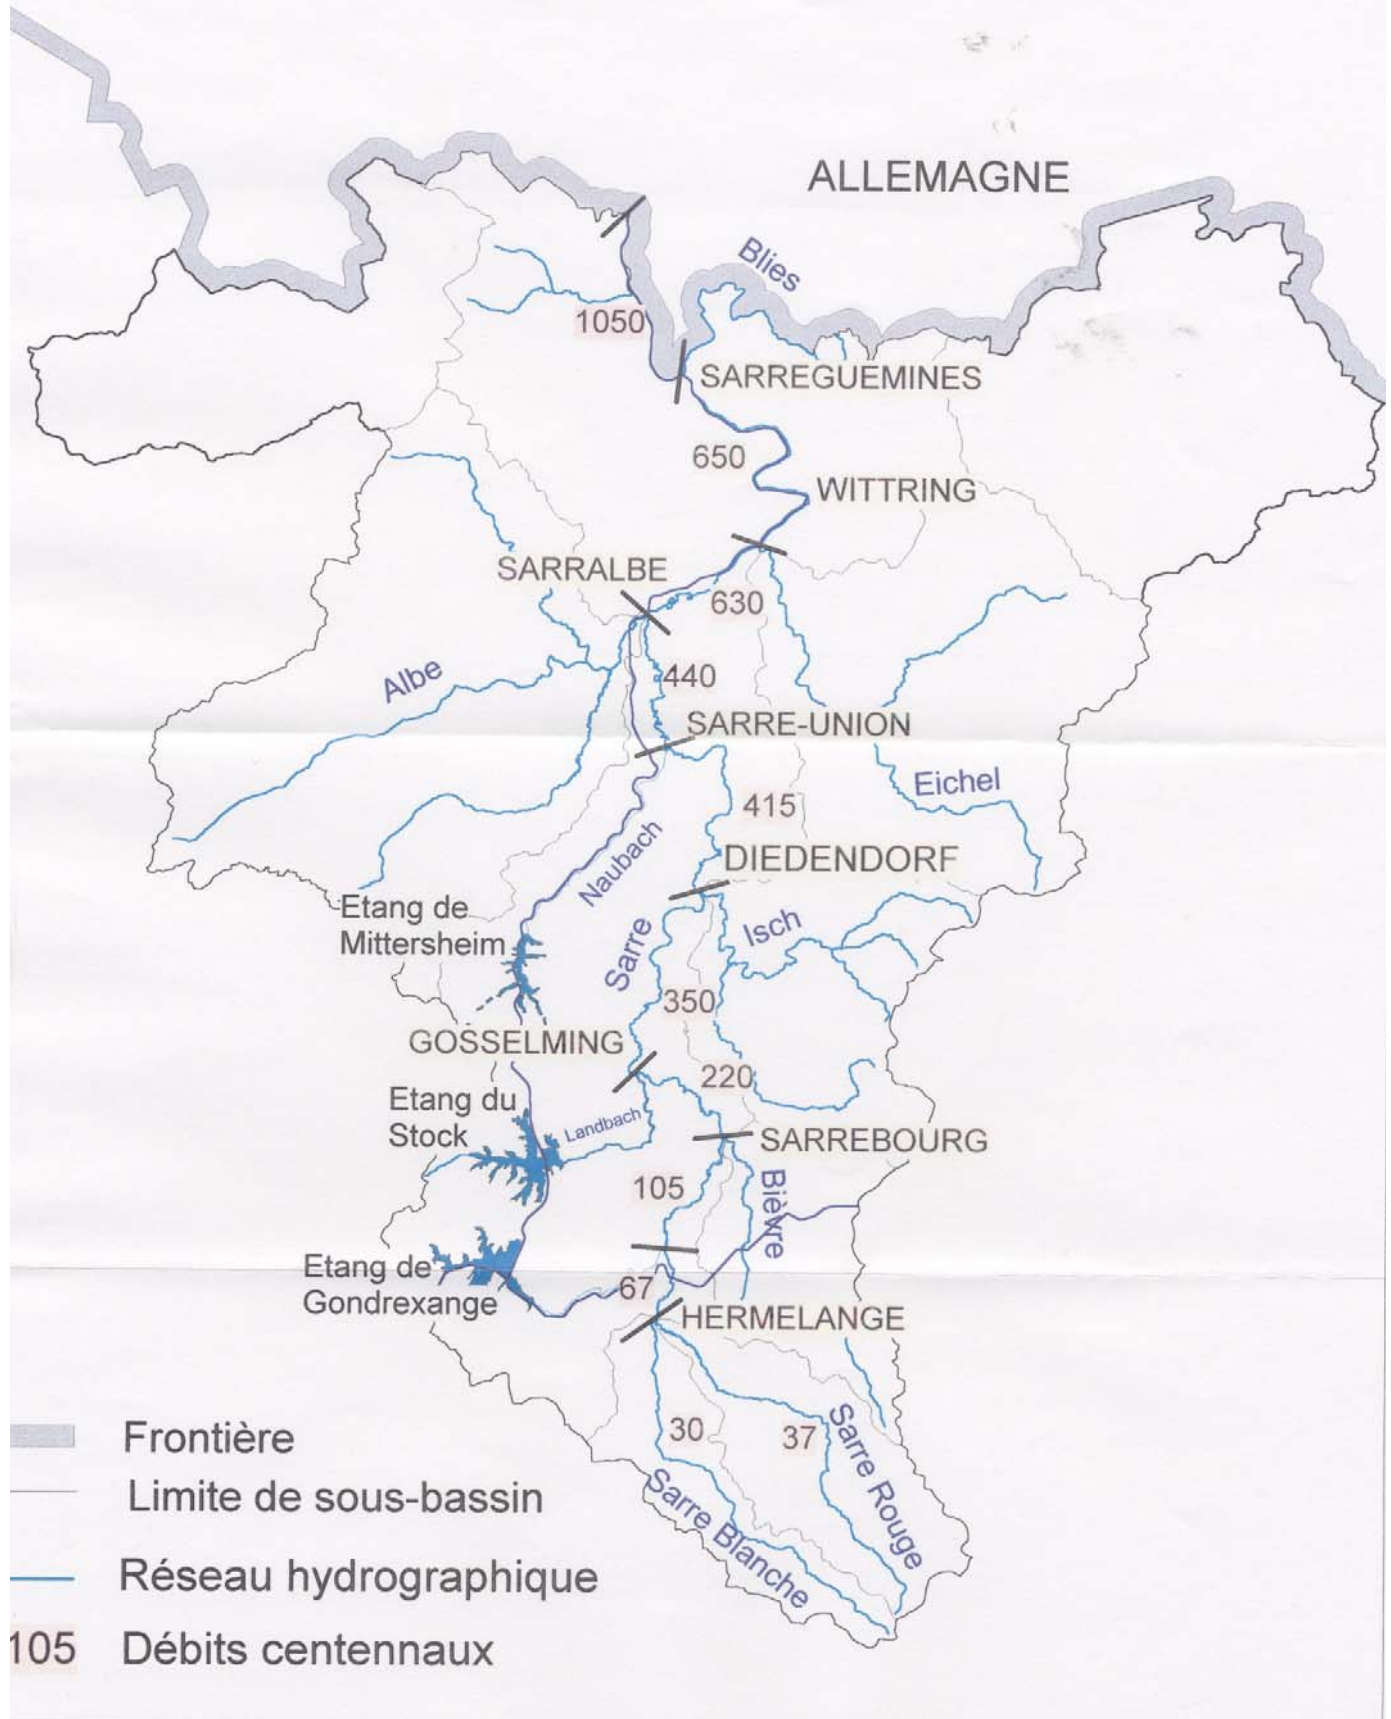 ALLEMAGNE
Blies
1050
SARREGUEMINES
650
WITTRING
SARRALBE
630
Albe
440
SARRE-UNION
Eichel
415
Naubach
DIEDENDORF
Etang de
Mittersheim
Isch
Sarre
350
GOSSELMING
220
Etang du
Stock
Landbach
SARREBOURG
105
Bièvre
Etang de
Gondrexange
67
HERMELANGE
30
37
Sarre Rouge
Sarre Blanche
Frontière
Limite de sous-bassin
Réseau hydrographique
105 Débits centennaux